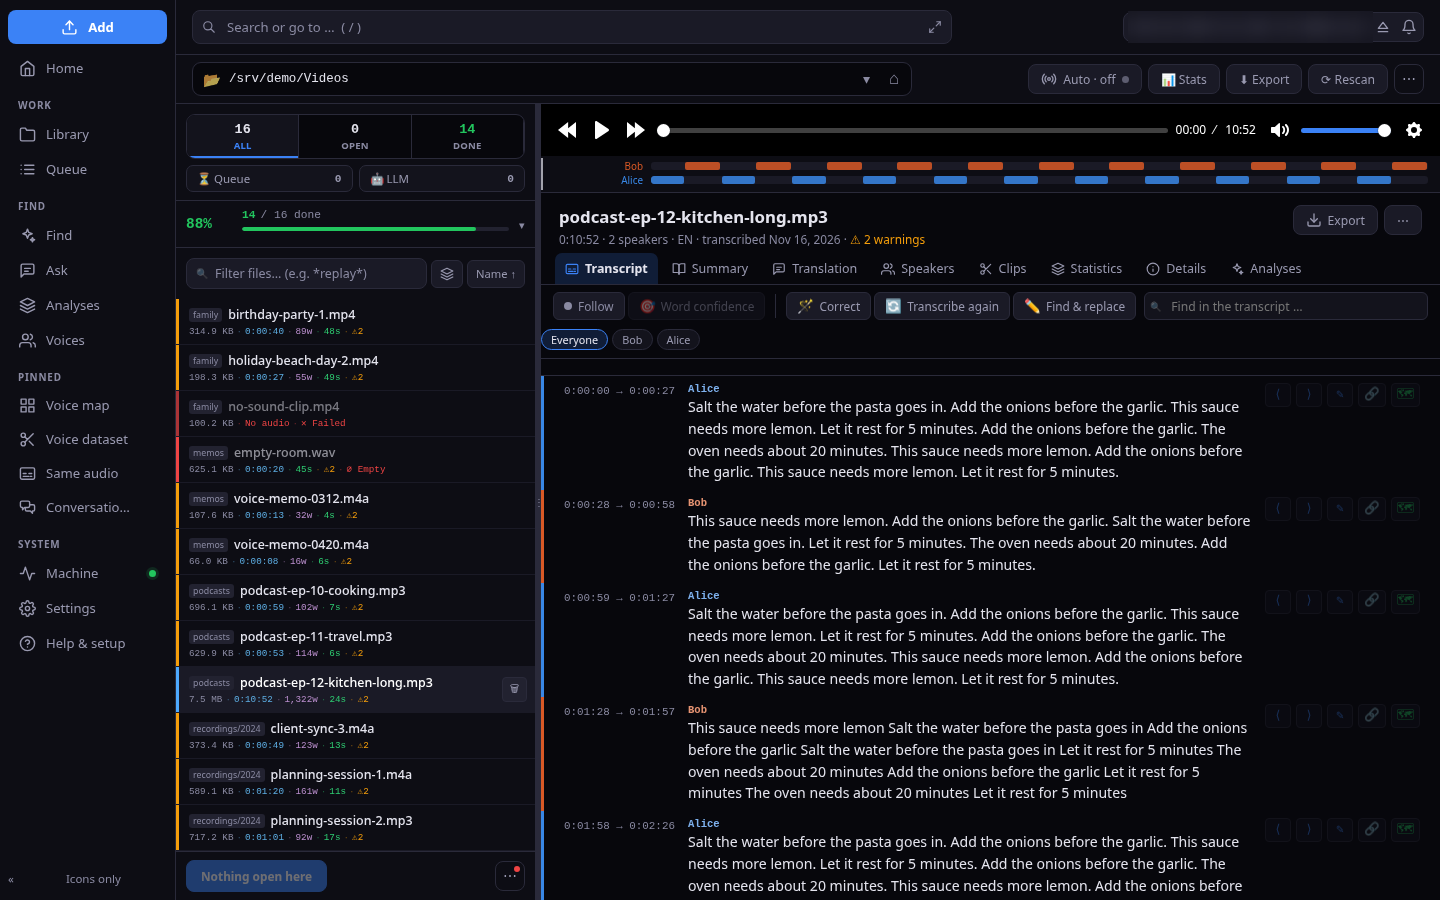 Add
Search or go to … ( / )
Home
WORK
Library
Queue
FIND
Find
Ask
Analyses
Voices
PINNED
Voice map
Voice dataset
Same audio
Conversatio…
SYSTEM
Machine
Settings
Help & setup
« Icons only
/srv/demo/Videos
Auto · off
Stats
Export
Rescan
16
ALL
0
OPEN
14
DONE
Queue 0
LLM 0
88%
14 / 16 done
Filter files... (e.g. *replay*)
Name ↑
family birthday-party-1.mp4
314.9 KB · 0:00:40 · 89w · 48s · ⚠2
family holiday-beach-day-2.mp4
198.3 KB · 0:00:27 · 55w · 49s · ⚠2
family no-sound-clip.mp4
100.2 KB · No audio · × Failed
memos empty-room.wav
625.1 KB · 0:00:20 · 45s · ⚠2 · ∅ Empty
memos voice-memo-0312.m4a
107.6 KB · 0:00:13 · 32w · 4s · ⚠2
memos voice-memo-0420.m4a
66.0 KB · 0:00:08 · 16w · 6s · ⚠2
podcasts podcast-ep-10-cooking.mp3
696.1 KB · 0:00:59 · 102w · 7s · ⚠2
podcasts podcast-ep-11-travel.mp3
629.9 KB · 0:00:53 · 114w · 6s · ⚠2
podcasts podcast-ep-12-kitchen-long.mp3
7.5 MB · 0:10:52 · 1,322w · 24s · ⚠2
recordings/2024 client-sync-3.m4a
373.4 KB · 0:00:49 · 123w · 13s · ⚠2
recordings/2024 planning-session-1.m4a
589.1 KB · 0:01:20 · 161w · 11s · ⚠2
recordings/2024 planning-session-2.mp3
717.2 KB · 0:01:01 · 92w · 17s · ⚠2
Nothing open here
00:00 / 10:52
Bob
Alice
podcast-ep-12-kitchen-long.mp3
0:10:52 · 2 speakers · EN · transcribed Nov 16, 2026 · ⚠ 2 warnings
Export
Transcript
Summary
Translation
Speakers
Clips
Statistics
Details
Analyses
Follow
Word confidence
Correct
Transcribe again
Find & replace
Find in the transcript ...
Everyone
Bob
Alice
0:00:00 → 0:00:27 Alice
Salt the water before the pasta goes in. Add the onions before the garlic. This sauce
needs more lemon. Let it rest for 5 minutes. Add the onions before the garlic. The
oven needs about 20 minutes. This sauce needs more lemon. Add the onions before
the garlic. This sauce needs more lemon. Let it rest for 5 minutes.
0:00:28 → 0:00:58 Bob
This sauce needs more lemon. Add the onions before the garlic. Salt the water before
the pasta goes in. Let it rest for 5 minutes. The oven needs about 20 minutes. Add
the onions before the garlic. Let it rest for 5 minutes.
0:00:59 → 0:01:27 Alice
Salt the water before the pasta goes in. Add the onions before the garlic. This sauce
needs more lemon. Let it rest for 5 minutes. Add the onions before the garlic. The
oven needs about 20 minutes. This sauce needs more lemon. Add the onions before
the garlic. This sauce needs more lemon. Let it rest for 5 minutes.
0:01:28 → 0:01:57 Bob
This sauce needs more lemon Salt the water before the pasta goes in Add the onions
before the garlic Salt the water before the pasta goes in Let it rest for 5 minutes The
oven needs about 20 minutes Add the onions before the garlic Let it rest for 5
minutes The oven needs about 20 minutes Let it rest for 5 minutes
0:01:58 → 0:02:26 Alice
Salt the water before the pasta goes in. Add the onions before the garlic. This sauce
needs more lemon. Let it rest for 5 minutes. Add the onions before the garlic. The
oven needs about 20 minutes. This sauce needs more lemon. Add the onions before